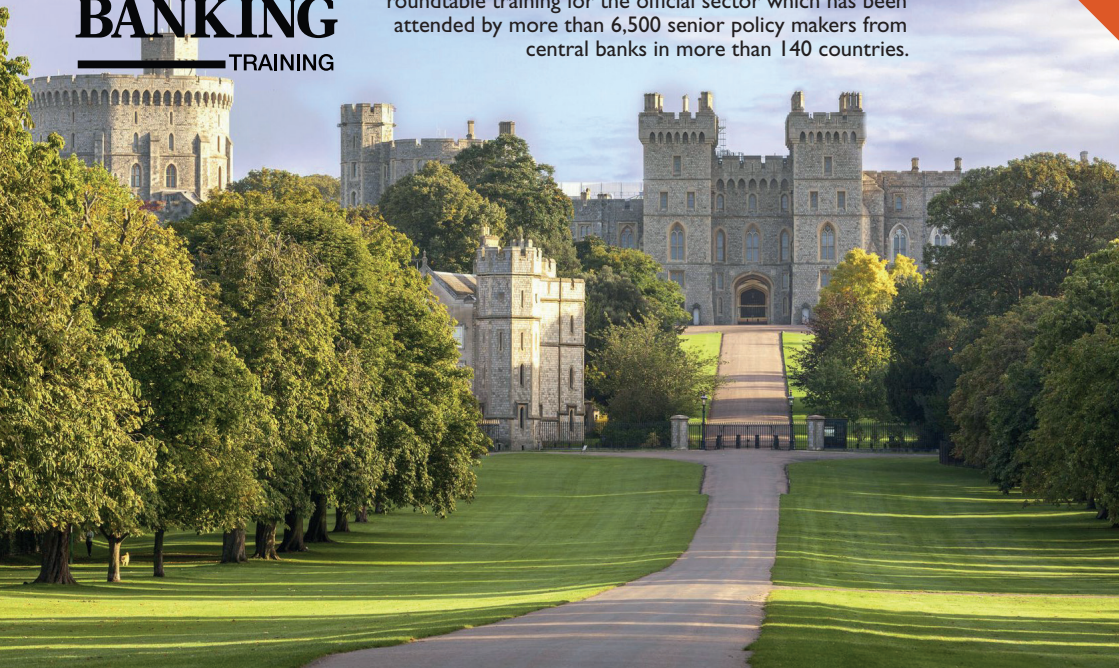 BANKING
TRAINING
roundtable training for the official sector which has been
attended by more than 6,500 senior policy makers from
central banks in more than 140 countries.